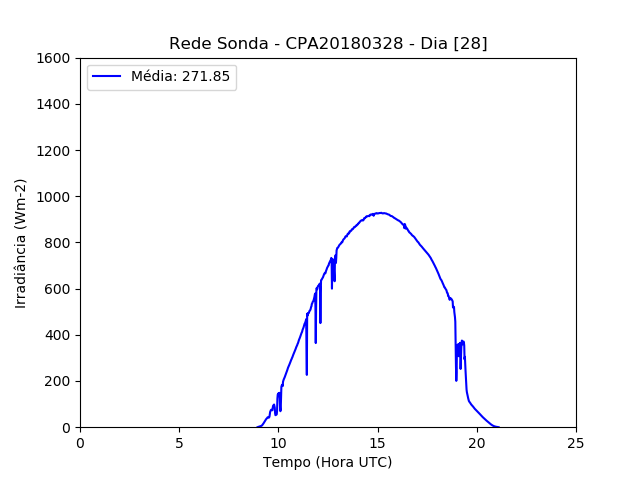 Rede Sonda - CPA20180328 - Dia [28]
Média: 271.85
1600
1400
1200
1000
800
600
400
200
0
Irradiância (Wm-2)
0 5 10 15 20 25
Tempo (Hora UTC)